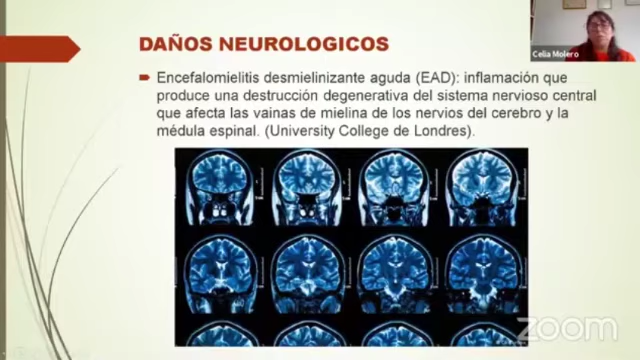 DAÑOS NEUROLOGICOS
Celia Molero
Encefalomielitis desmielinizante aguda (EAD): inflamación que
produce una destrucción degenerativa del sistema nervioso central
que afecta las vainas de mielina de los nervios del cerebro y la
médula espinal. (University College de Londres).
zoom